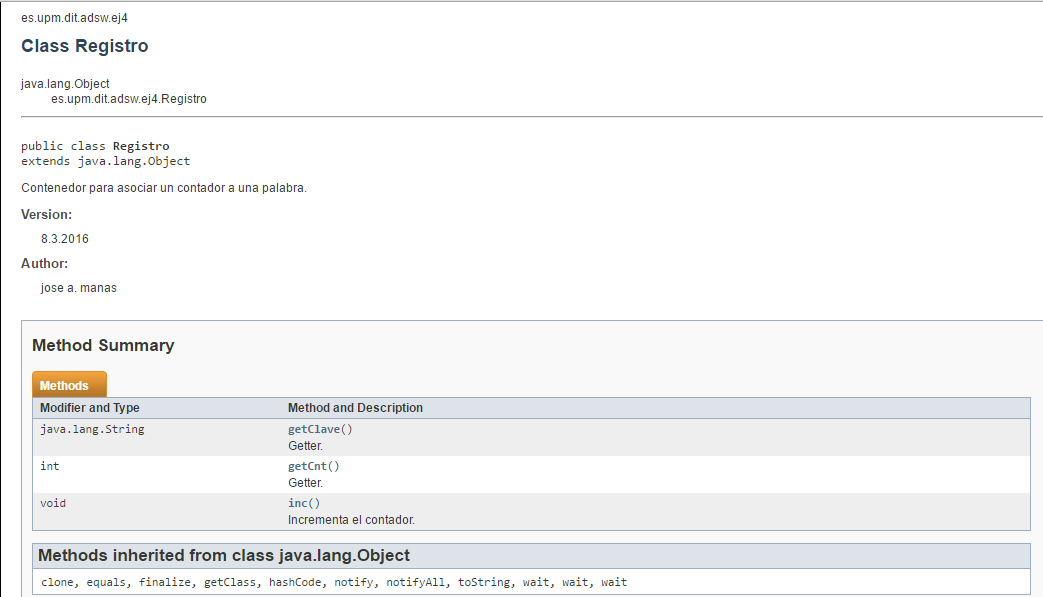 es.upm.dit.adsw.ej4
Class Registro
java.lang.Object
es.upm.dit.adsw.ej4.Registro
public class Registro
extends java.lang.Object
Contenedor para asociar un contador a una palabra.
Version:
8.3.2016
Author:
jose a. manas
Method Summary
Methods
Modifier and Type Method and Description
java.lang.String getClave()
Getter.
int getCnt()
Getter.
void inc()
Incrementa el contador.
Methods inherited from class java.lang.Object
clone, equals, finalize, getClass, hashCode, notify, notifyAll, toString, wait, wait, wait